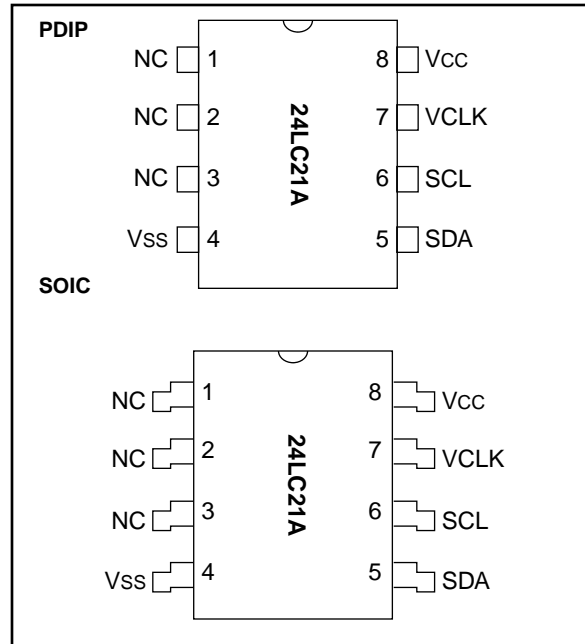 PDIP
NC 1 8 VCC
NC 2 7 VCLK
NC 3 6 SCL
VSS 4 5 SDA
24LC21A
SOIC
NC 1 8 VCC
NC 2 7 VCLK
NC 3 6 SCL
VSS 4 5 SDA
24LC21A